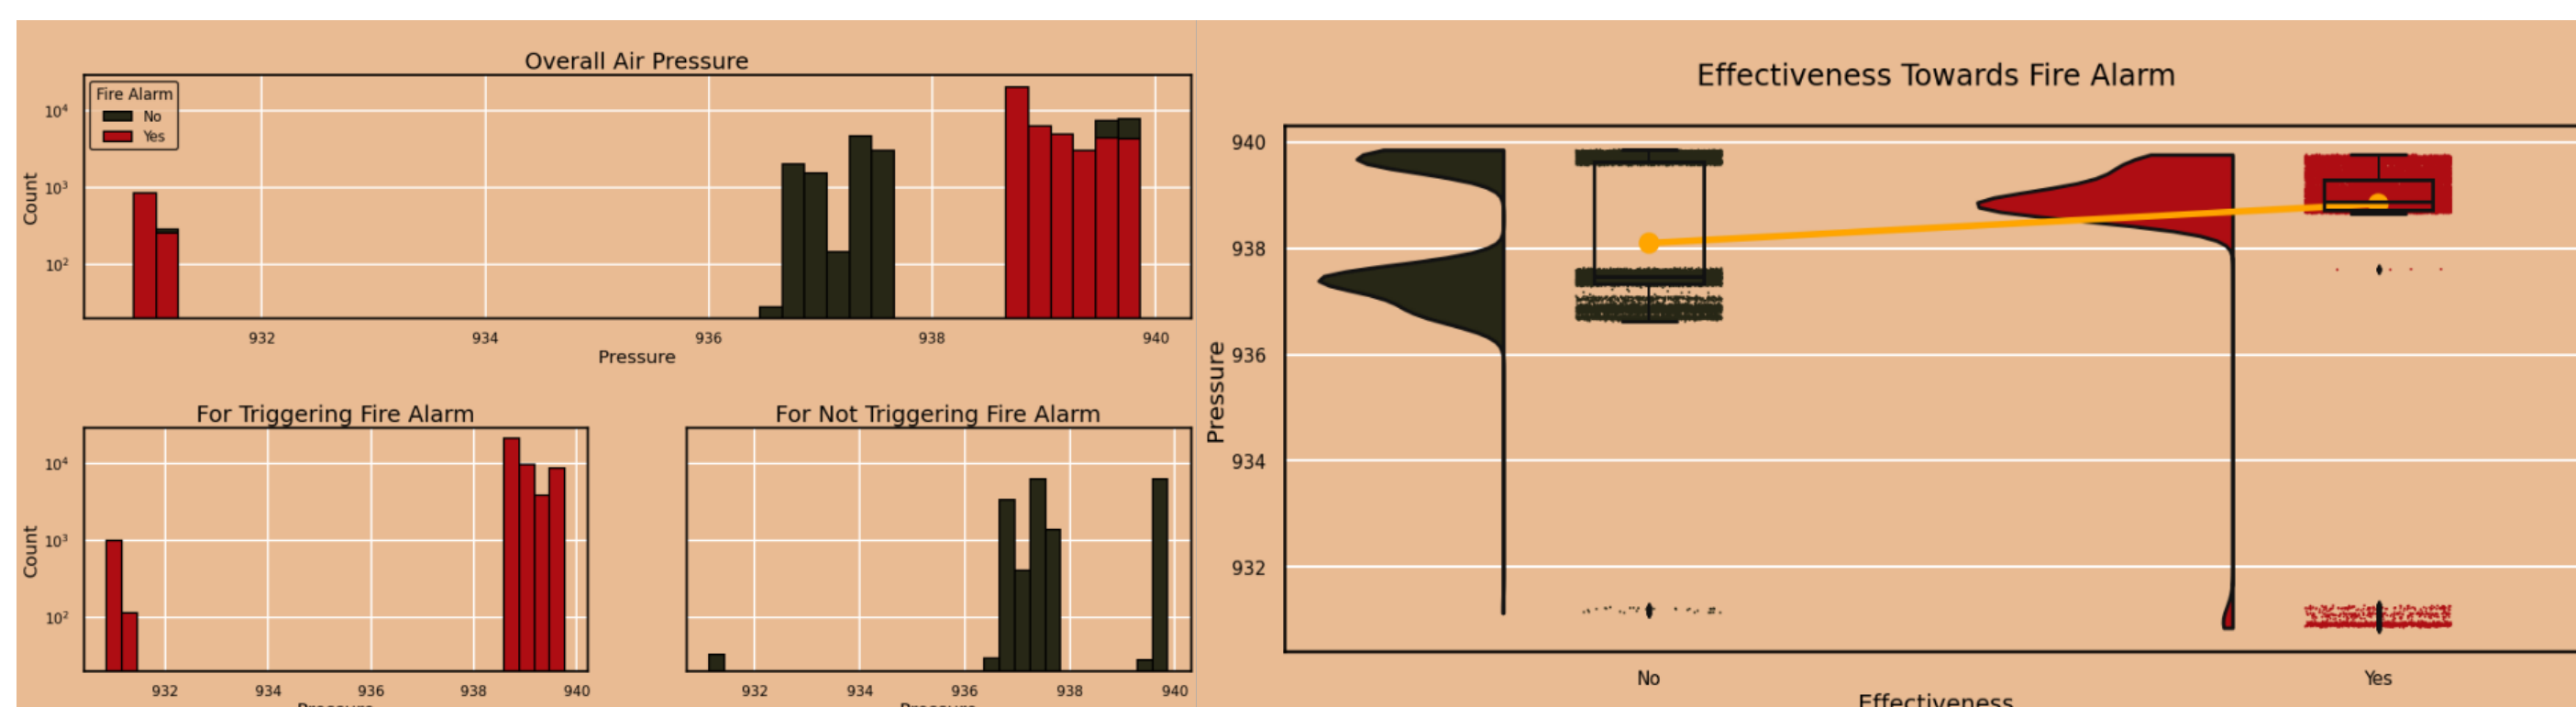 Overall Air Pressure
Fire Alarm
No
Yes
10⁴
10³
10²
Count
932 934 936 938 940
Pressure
For Triggering Fire Alarm
10⁴
10³
10²
Count
932 934 936 938 940
Pressure
For Not Triggering Fire Alarm
932 934 936 938 940
Pressure
Effectiveness Towards Fire Alarm
940
938
936
934
932
Pressure
No Yes
Effectiveness